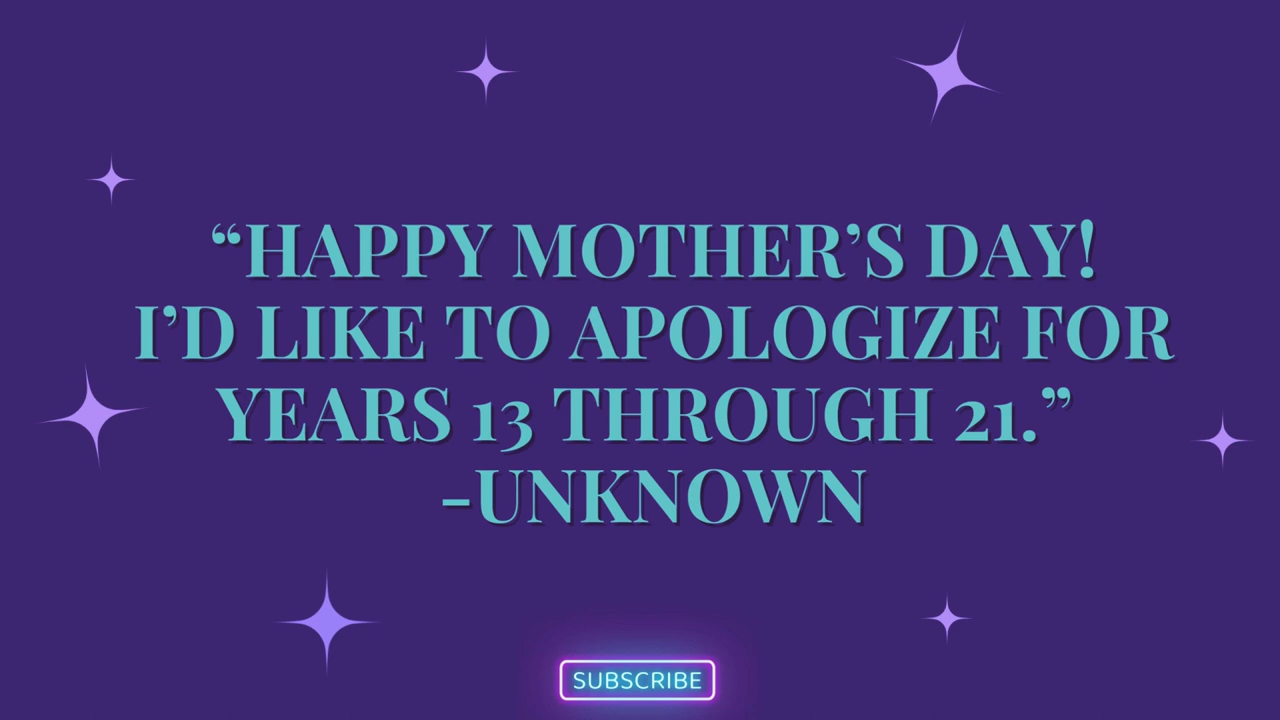 “HAPPY MOTHER’S DAY!
I’D LIKE TO APOLOGIZE FOR
YEARS 13 THROUGH 21.”
-UNKNOWN
SUBSCRIBE